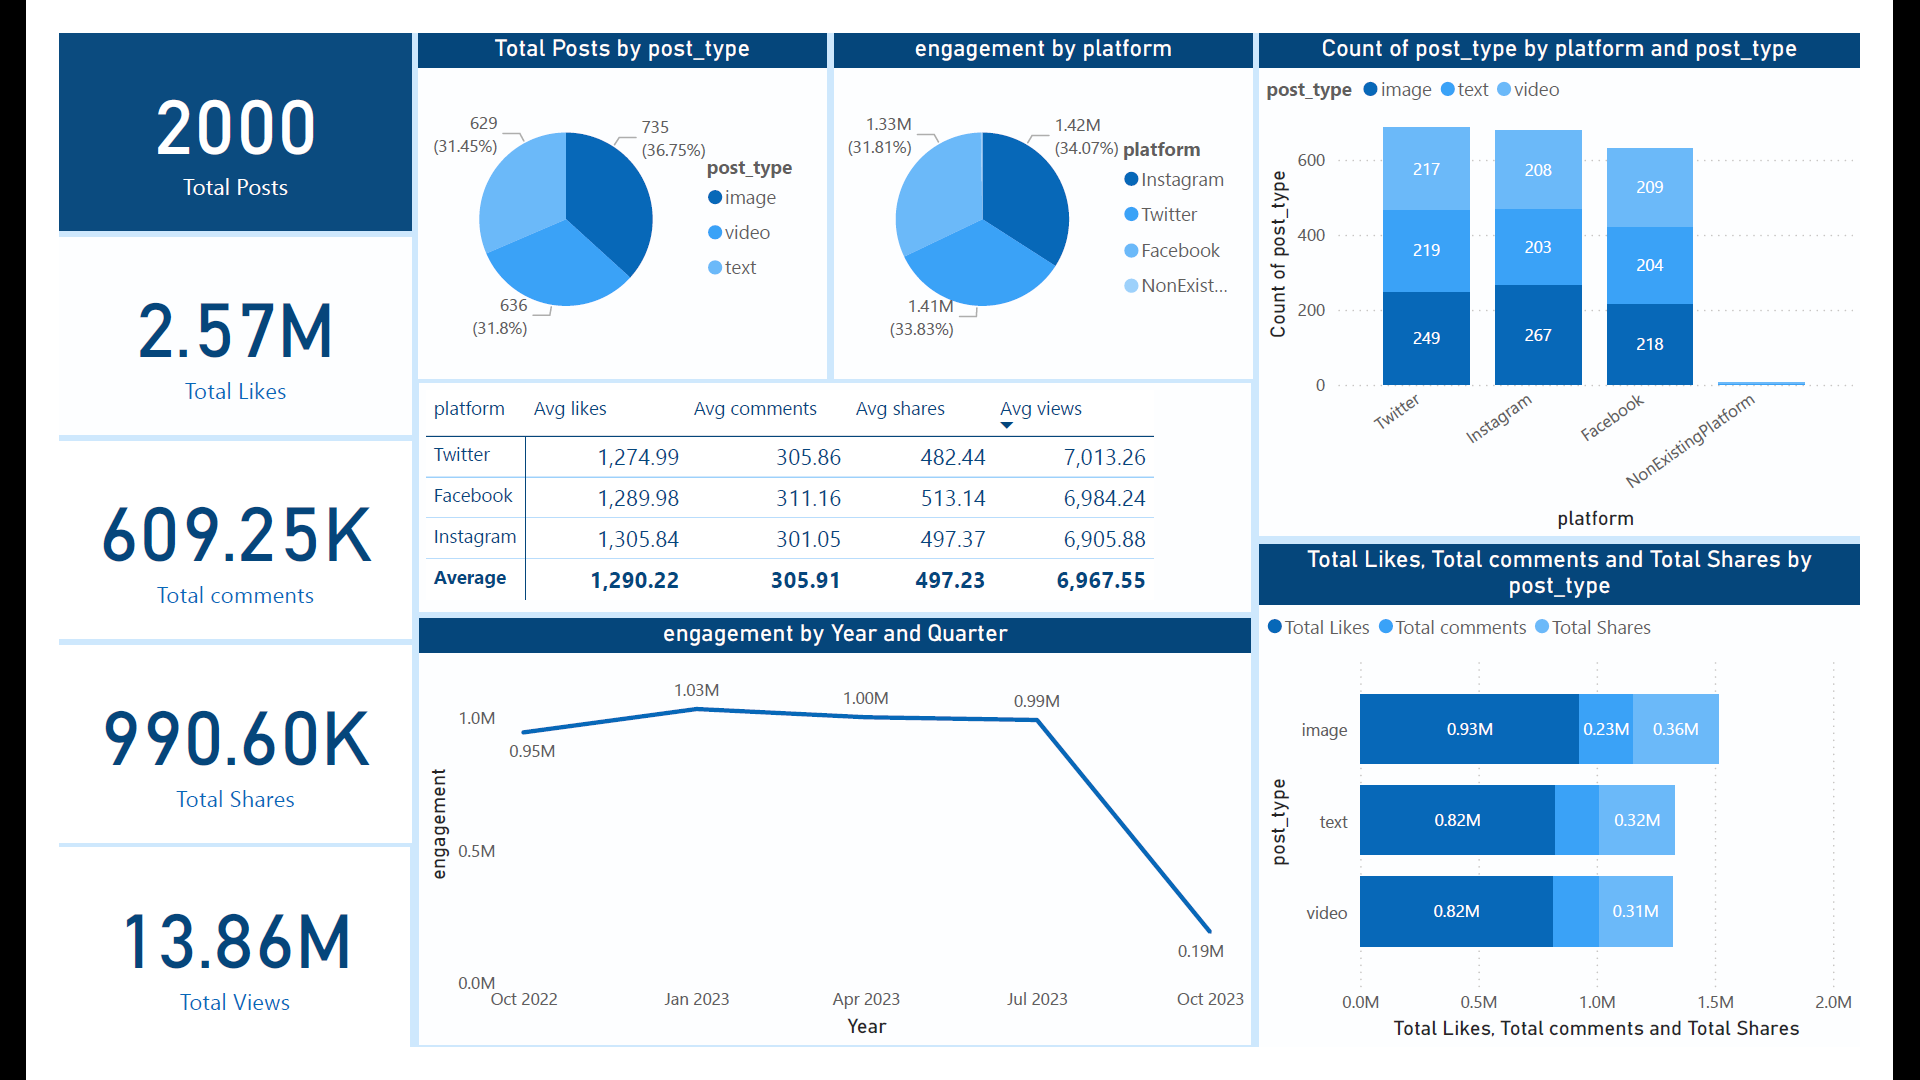 2000
Total Posts
2.57M
Total Likes
609.25K
Total comments
990.60K
Total Shares
13.86M
Total Views
Total Posts by post_type
629
(31.45%)
735
(36.75%)
636
(31.8%)
post_type
image
video
text
engagement by platform
1.33M
(31.81%)
1.42M
(34.07%)
1.41M
(33.83%)
platform
Instagram
Twitter
Facebook
NonExist...
platform Avg likes Avg comments Avg shares Avg views
Twitter 1,274.99 305.86 482.44 7,013.26
Facebook 1,289.98 311.16 513.14 6,984.24
Instagram 1,305.84 301.05 497.37 6,905.88
Average 1,290.22 305.91 497.23 6,967.55
engagement by Year and Quarter
engagement
1.0M
0.5M
0.0M
0.95M
1.03M
1.00M
0.99M
0.19M
Oct 2022 Jan 2023 Apr 2023 Jul 2023 Oct 2023
Year
Count of post_type by platform and post_type
post_type image text video
Count of post_type
600
400
200
0
217 208 209
219 203 204
249 267 218
Twitter Instagram Facebook NonExistingPlatform
platform
Total Likes, Total comments and Total Shares by
post_type
Total Likes Total comments Total Shares
post_type
image 0.93M 0.23M 0.36M
text 0.82M 0.32M
video 0.82M 0.31M
0.0M 0.5M 1.0M 1.5M 2.0M
Total Likes, Total comments and Total Shares